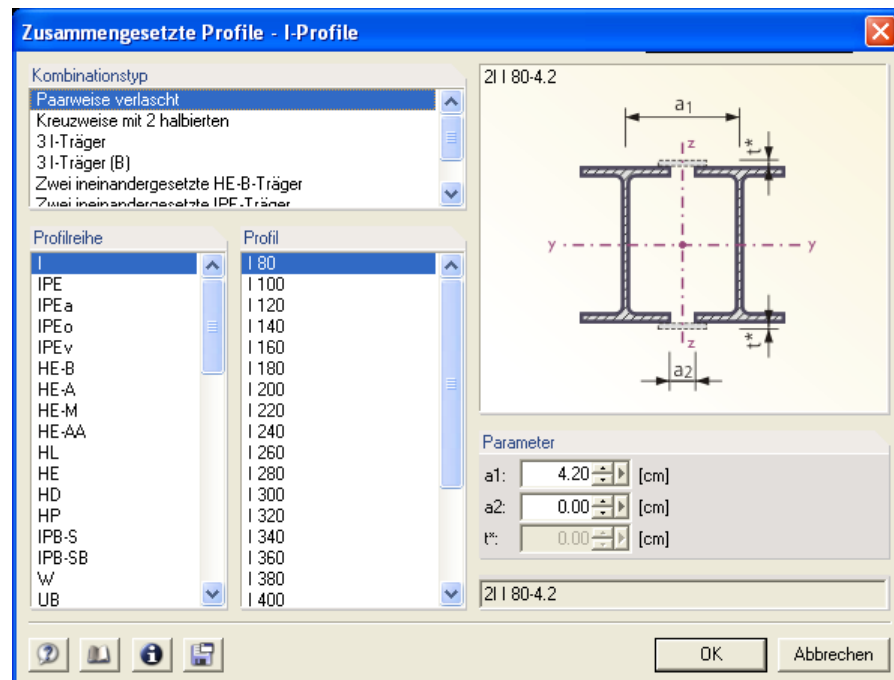 Zusammengesetzte Profile - I-Profile
Kombinationstyp
Paarweise verlascht
Kreuzweise mit 2 halbierten
3 I-Träger
3 I-Träger (B)
Zwei ineinandergesetzte HE-B-Träger
Zwei ineinandergesetzte IPE-Träger
Profilreihe
I
IPE
IPEa
IPEo
IPEv
HE-B
HE-A
HE-M
HE-AA
HL
HE
HD
HP
IPB-S
IPB-SB
W
UB
Profil
I 80
I 100
I 120
I 140
I 160
I 180
I 200
I 220
I 240
I 260
I 280
I 300
I 320
I 340
I 360
I 380
I 400
2I I 80-4.2
a1
z
t*
y
y
z
t*
a2
Parameter
a1: 4.20 [cm]
a2: 0.00 [cm]
t*: 0.00 [cm]
2I I 80-4.2
OK
Abbrechen